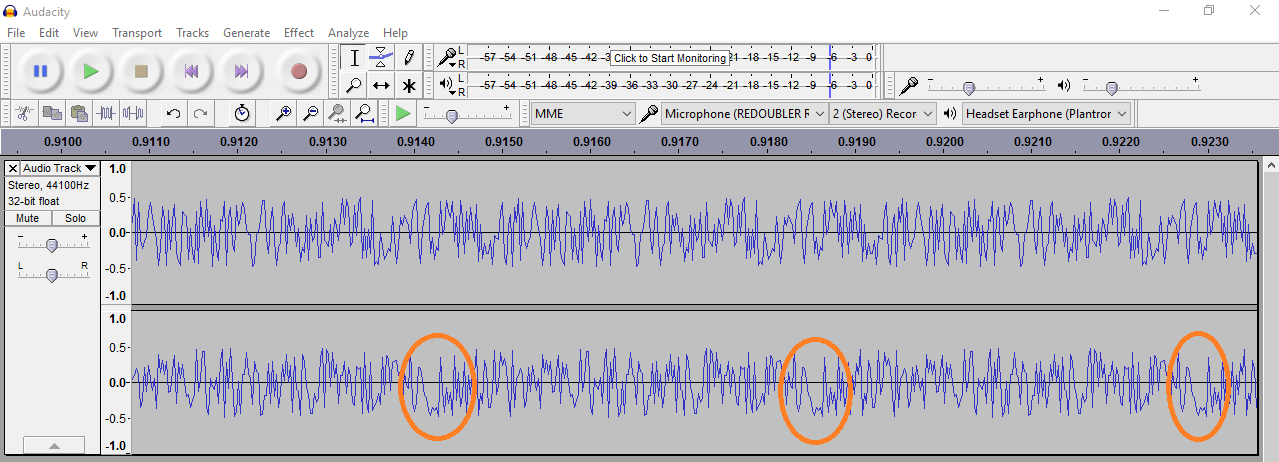 Audacity
File Edit View Transport Tracks Generate Effect Analyze Help
L
R
-57 -54 -51 -48 -45 -42 -3 Click to Start Monitoring 21 -18 -15 -12 -9 -6 -3 0
L
R
-57 -54 -51 -48 -45 -42 -39 -36 -33 -30 -27 -24 -21 -18 -15 -12 -9 -6 -3 0
- +
- +
- +
MME
Microphone (REDOUBLER R
2 (Stereo) Recor
Headset Earphone (Plantror
0.9100 0.9110 0.9120 0.9130 0.9140 0.9150 0.9160 0.9170 0.9180 0.9190 0.9200 0.9210 0.9220 0.9230
X Audio Track
Stereo, 44100Hz
32-bit float
Mute Solo
- +
L R
1.0
0.5
0.0
-0.5
-1.0
1.0
0.5
0.0
-0.5
-1.0